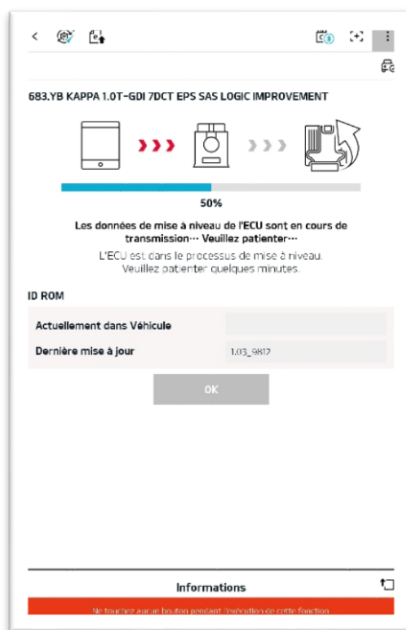 683.YB KAPPA 1.0T-GDI 7DCT EPS SAS LOGIC IMPROVEMENT
50%
Les données de mise à niveau de l'ECU sont en cours de
transmission··· Veuillez patienter···
L'ECU est dans le processus de mise à niveau.
Veuillez patienter quelques minutes.
ID ROM
Actuellement dans Véhicule
Dernière mise à jour 1.03_9812
OK
Informations
Ne touchez aucun bouton pendant l'exécution de cette fonction